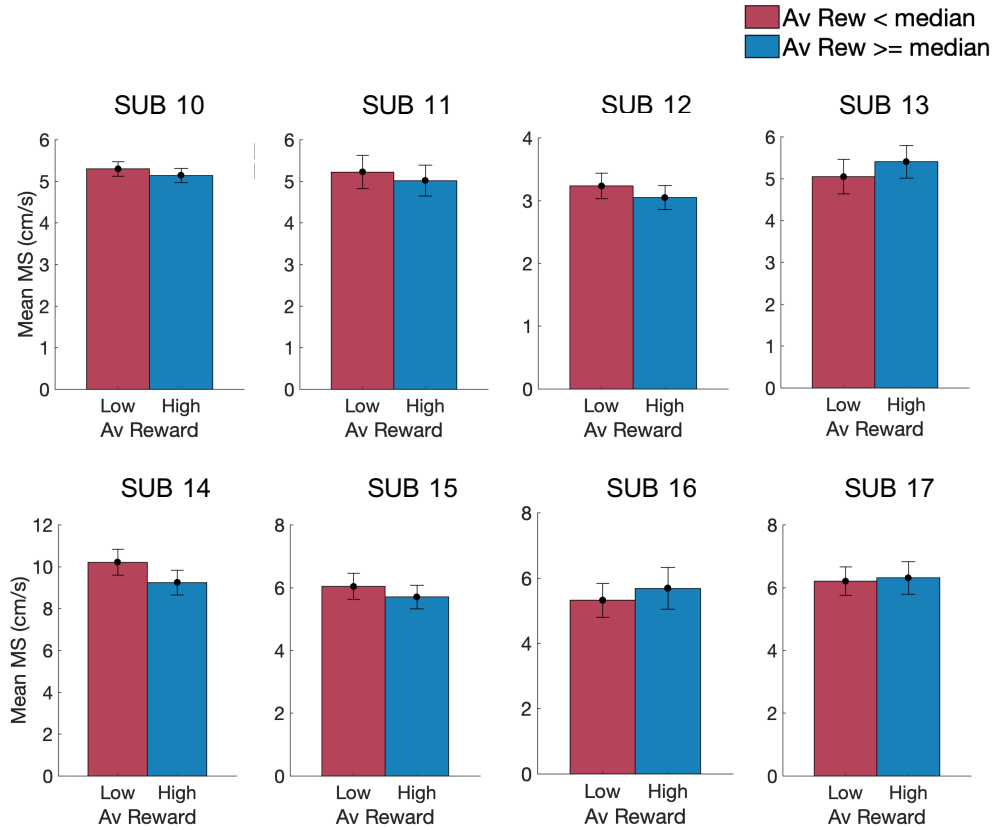 Av Rew < median
Av Rew >= median
SUB 10
SUB 11
SUB 12
SUB 13
Mean MS (cm/s)
6
5
4
3
2
1
0
Low High
Av Reward
6
5
4
3
2
1
0
Low High
Av Reward
4
3
2
1
0
Low High
Av Reward
6
5
4
3
2
1
0
Low High
Av Reward
SUB 14
SUB 15
SUB 16
SUB 17
Mean MS (cm/s)
12
10
8
6
4
2
0
Low High
Av Reward
8
6
4
2
0
Low High
Av Reward
8
6
4
2
0
Low High
Av Reward
8
6
4
2
0
Low High
Av Reward